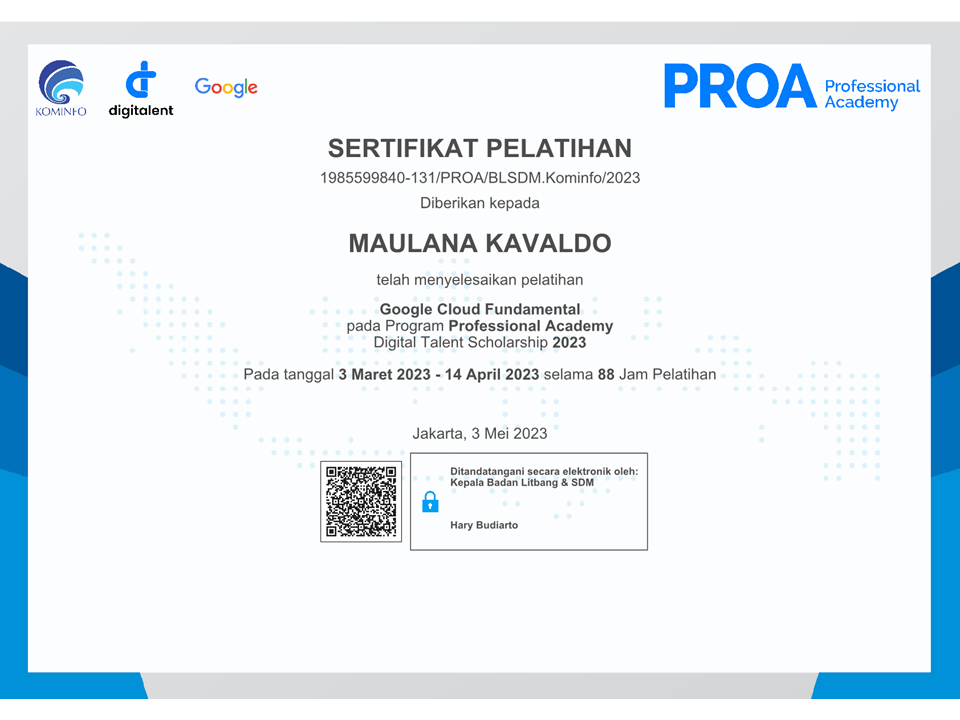 KOMINFO
digitalent
Google
PROA Professional Academy
SERTIFIKAT PELATIHAN
1985599840-131/PROA/BLSDM.Kominfo/2023
Diberikan kepada
MAULANA KAVALDO
telah menyelesaikan pelatihan
Google Cloud Fundamental
pada Program Professional Academy
Digital Talent Scholarship 2023
Pada tanggal 3 Maret 2023 - 14 April 2023 selama 88 Jam Pelatihan
Jakarta, 3 Mei 2023
Ditandatangani secara elektronik oleh:
Kepala Badan Litbang & SDM
Hary Budiarto